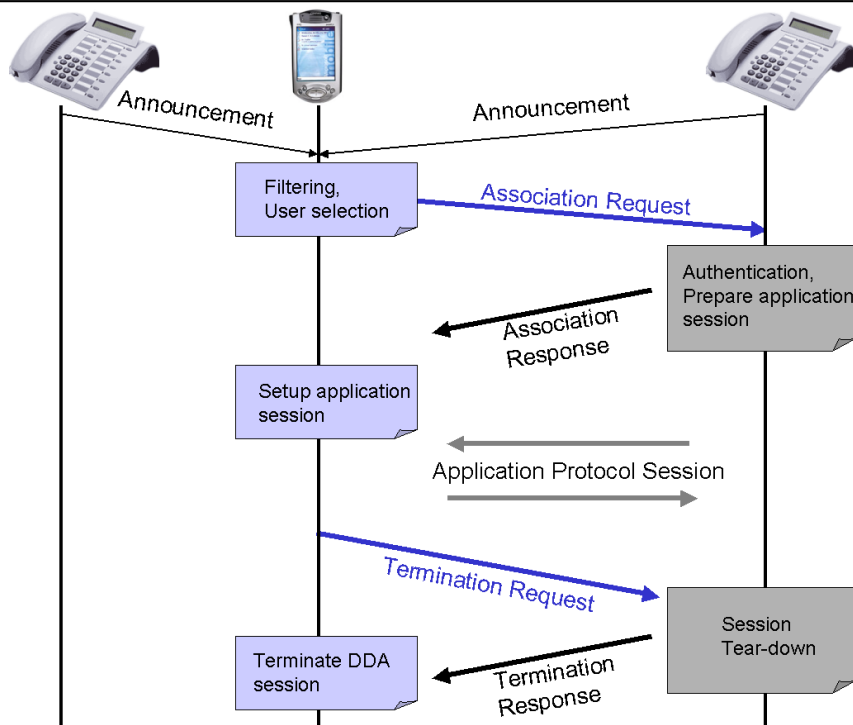 Announcement
Announcement
Filtering,
User selection
Association Request
Authentication,
Prepare application
session
Association
Response
Setup application
session
Application Protocol Session
Termination Request
Session
Tear-down
Terminate DDA
session
Termination
Response